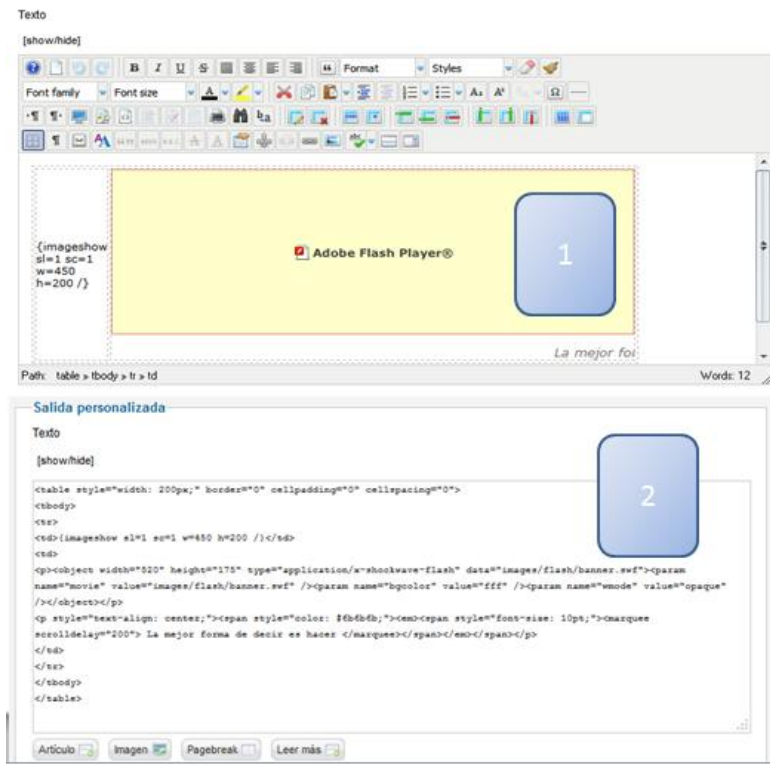 Texto
[show/hide]
B I U S Format Styles
Font family Font size A Ω
{imageshow
sl=1 sc=1
w=450
h=200 /}
Adobe Flash Player®
1
La mejor foi
Path: table » tbody » tr » td Words: 12
Salida personalizada
Texto
[show/hide]
2
<table style="width: 200px;" border="0" cellpadding="0" cellspacing="0">
<tbody>
<tr>
<td>{imageshow sl=1 sc=1 w=450 h=200 /}</td>
<td>
<p><object width="520" height="175" type="application/x-shockwave-flash" data="images/flash/banner.swf"><param
name="movie" value="images/flash/banner.swf" /><param name="bgcolor" value="fff" /><param name="wmode" value="opaque"
/></object></p>
<p style="text-align: center;"><span style="color: #6b6b6b;"><em><span style="font-size: 10pt;"><marquee
scrolldelay="200"> La mejor forma de decir es hacer </marquee></span></em></span></p>
</td>
</tr>
</tbody>
</table>
Artículo Imagen Pagebreak Leer más